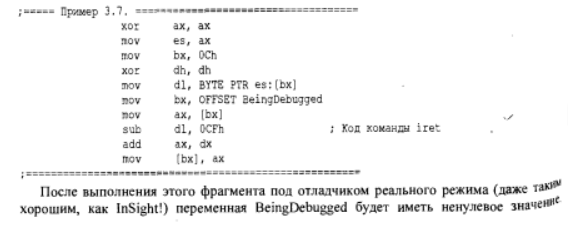 ;===== Пример 3.7. ===================================
xor ax, ax
mov es, ax
mov bx, 0Ch
xor dh, dh
mov dl, BYTE PTR es:[bx]
mov bx, OFFSET BeingDebugged
mov ax, [bx]
sub dl, 0CFh ; Код команды iret
add ax, dx
mov [bx], ax
;====================================================
После выполнения этого фрагмента под отладчиком реального режима (даже таким
хорошим, как InSight!) переменная BeingDebugged будет иметь ненулевое значение.